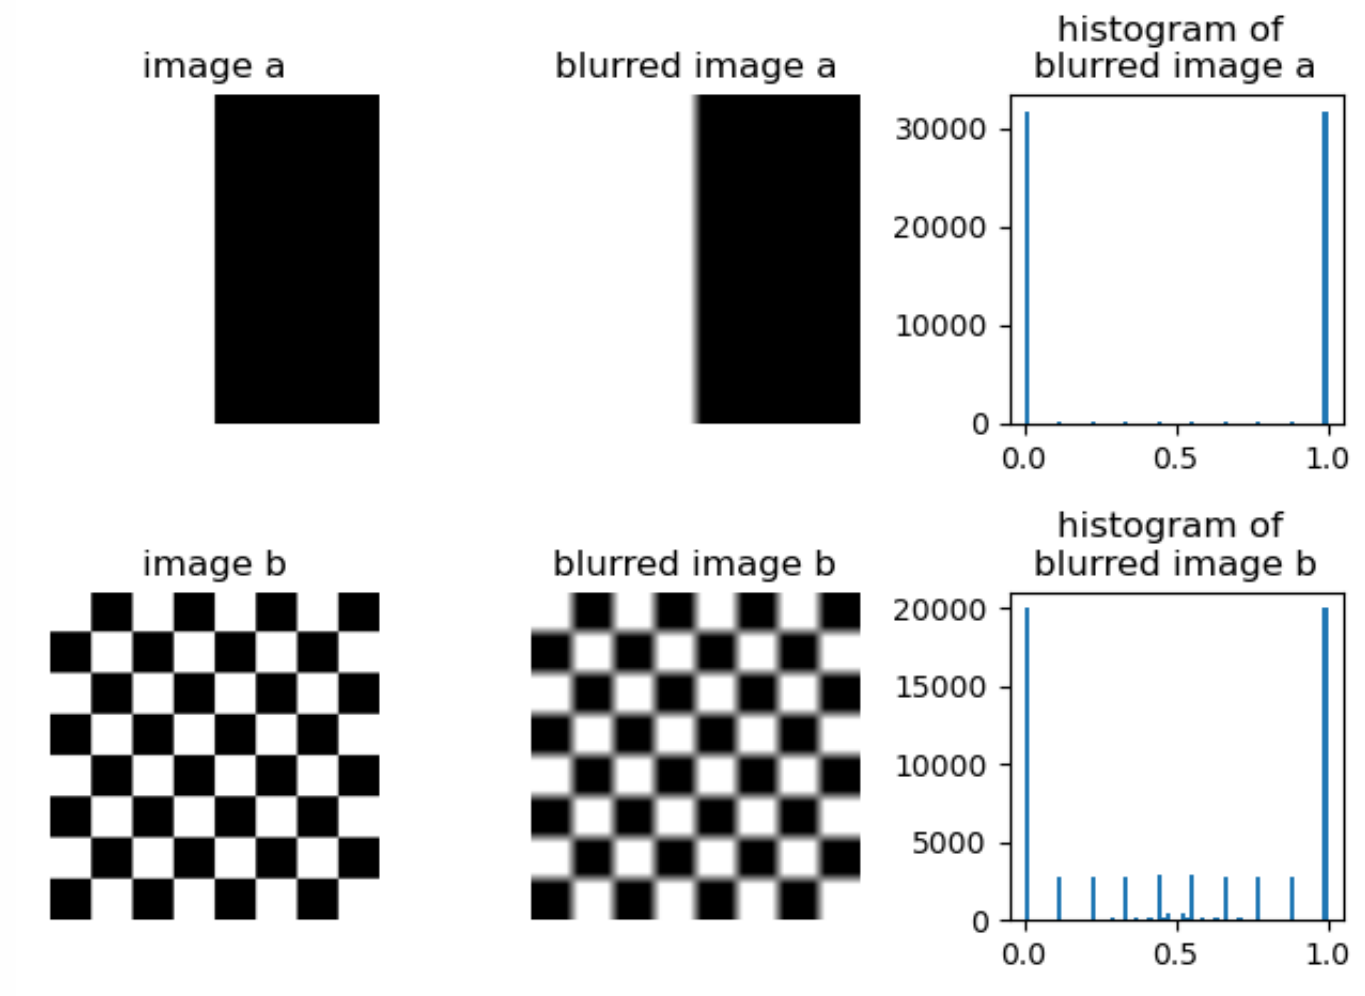 image a
blurred image a
histogram of
blurred image a
30000
20000
10000
0
0.0 0.5 1.0
image b
blurred image b
histogram of
blurred image b
20000
15000
10000
5000
0
0.0 0.5 1.0